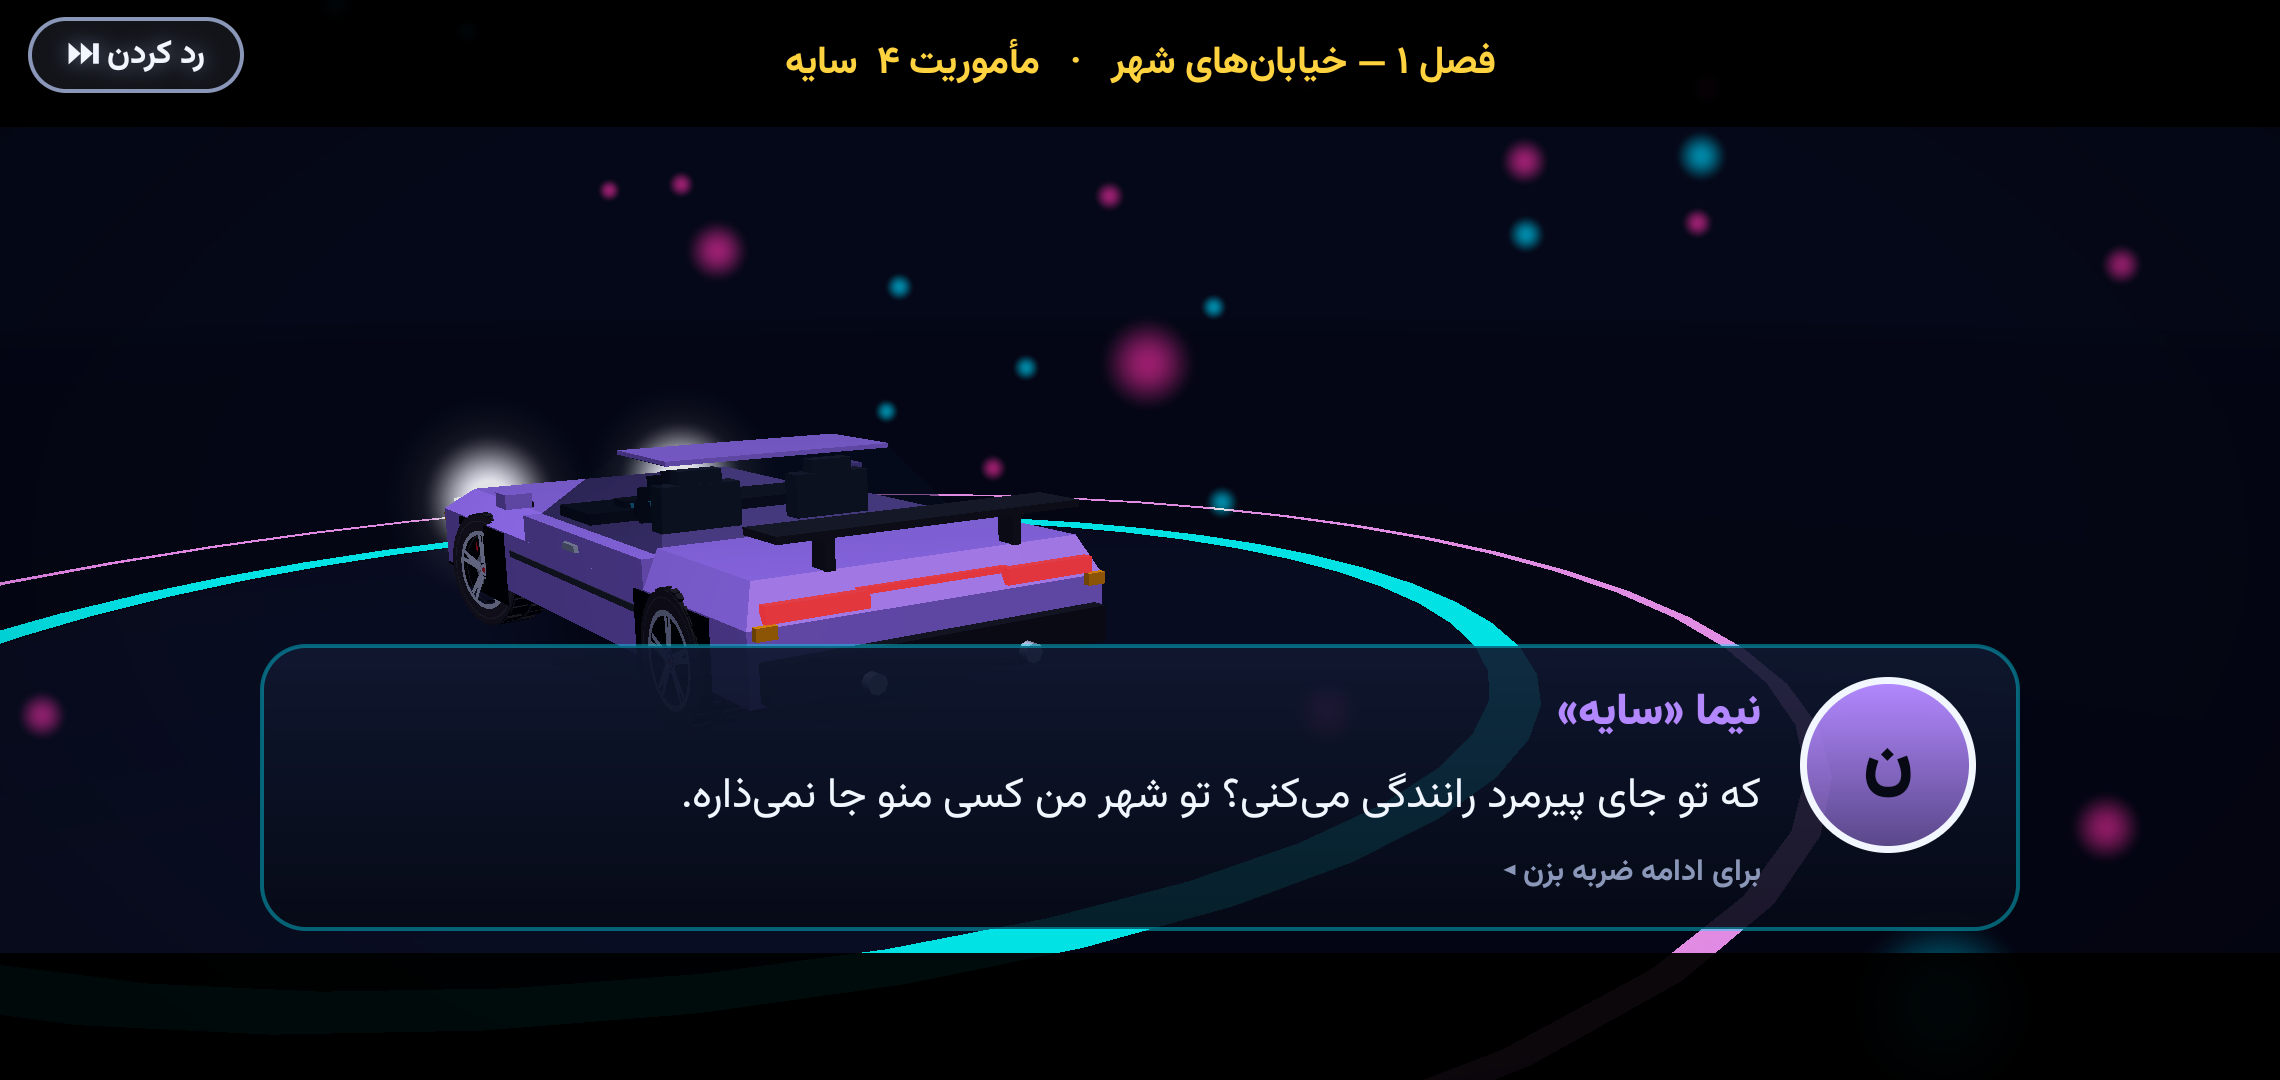 رد کردن ⏭
فصل ۱ — خیابان‌های شهر · مأموریت ۴ سایه
نیما «سایه»
ن
که تو جای پیرمرد رانندگی می‌کنی؟ تو شهر من کسی منو جا نمی‌ذاره.
برای ادامه ضربه بزن ◂